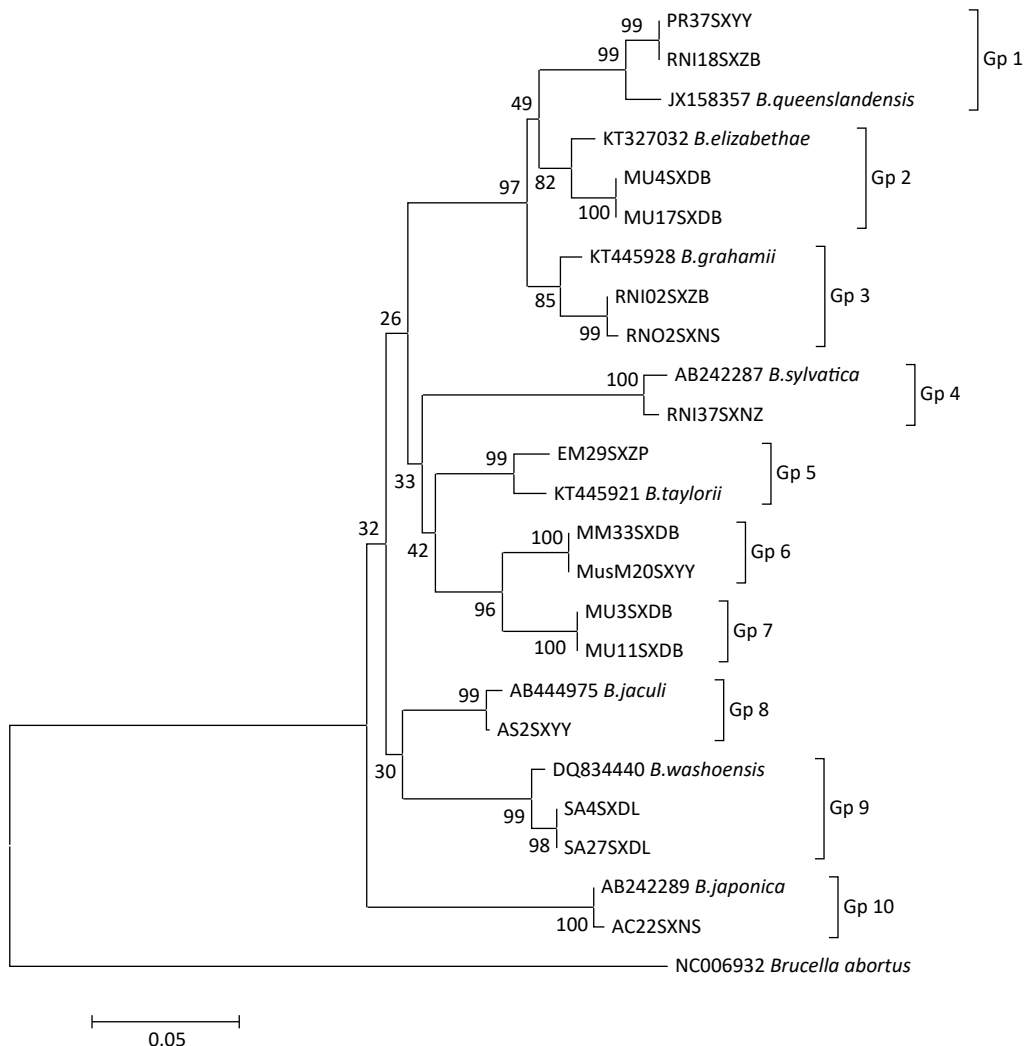 PR37SXYY
99
RNI18SXZB
Gp 1
99
JX158357 B.queenslandensis
49
KT327032 B.elizabethae
MU4SXDB
Gp 2
82
97
100
MU17SXDB
KT445928 B.grahamii
RNI02SXZB
Gp 3
85
99
RNO2SXNS
26
AB242287 B.sylvatica
100
Gp 4
RNI37SXNZ
EM29SXZP
99
Gp 5
33
KT445921 B.taylorii
32
MM33SXDB
100
42
Gp 6
MusM20SXYY
96
MU3SXDB
Gp 7
100
MU11SXDB
AB444975 B.jaculi
99
Gp 8
AS2SXYY
30
DQ834440 B.washoensis
SA4SXDL
Gp 9
99
98
SA27SXDL
AB242289 B.japonica
Gp 10
100
AC22SXNS
NC006932 Brucella abortus
0.05